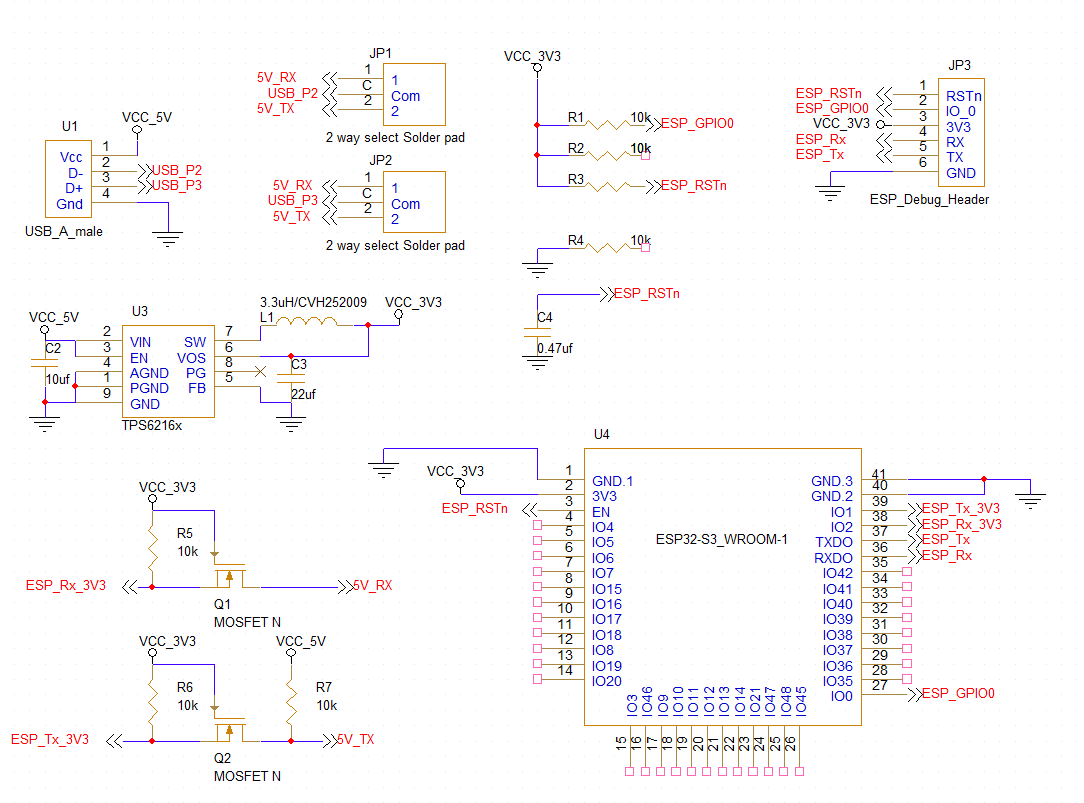 JP1
5V_RX 1 1
USB_P2 C Com
5V_TX 2 2
2 way select Solder pad
JP2
5V_RX 1 1
USB_P3 C Com
5V_TX 2 2
2 way select Solder pad
VCC_3V3
R1 10k ESP_GPIO0
R2 10k
R3 ESP_RSTn
R4 10k
ESP_RSTn
C4
0.47uf
JP3
ESP_RSTn 1 RSTn
ESP_GPIO0 2 IO_0
VCC_3V3 3 3V3
ESP_Rx 4 RX
ESP_Tx 5 TX
6 GND
ESP_Debug_Header
U1
VCC_5V
Vcc 1
D- 2 USB_P2
D+ 3 USB_P3
Gnd 4
USB_A_male
3.3uH/CVH252009
L1
VCC_3V3
VCC_5V
U3
C2
10uf
2 VIN SW 7
3 EN VOS 6
4 AGND PG 8
1 PGND FB 5
9 GND
TPS6216x
C3
22uf
VCC_3V3
R5
10k
ESP_Rx_3V3
5V_RX
Q1
MOSFET N
VCC_3V3
VCC_5V
R6
10k
R7
10k
ESP_Tx_3V3
5V_TX
Q2
MOSFET N
U4
ESP32-S3_WROOM-1
VCC_3V3
ESP_RSTn
1 GND.1
2 3V3
3 EN
4 IO4
5 IO5
6 IO6
7 IO7
8 IO15
9 IO16
10 IO17
11 IO18
12 IO8
13 IO19
14 IO20
GND.3 41
GND.2 40
IO1 39 ESP_Tx_3V3
IO2 38 ESP_Rx_3V3
TXDO 37 ESP_Tx
RXDO 36 ESP_Rx
IO42 35
IO41 34
IO40 33
IO39 32
IO38 31
IO37 30
IO36 29
IO35 28
IO0 27 ESP_GPIO0
IO3 IO46 IO9 IO10 IO11 IO12 IO13 IO14 IO21 IO47 IO48 IO45
15 16 17 18 19 20 21 22 23 24 25 26